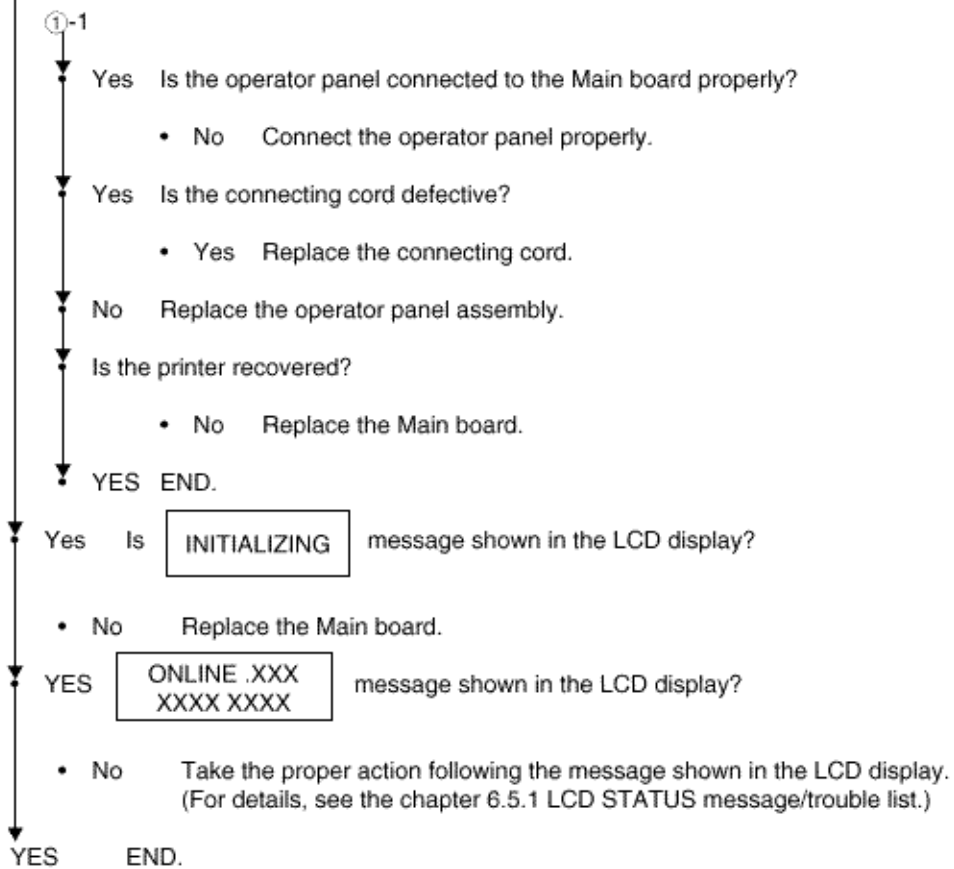 ①-1
Yes Is the operator panel connected to the Main board properly?
• No Connect the operator panel properly.
Yes Is the connecting cord defective?
• Yes Replace the connecting cord.
No Replace the operator panel assembly.
Is the printer recovered?
• No Replace the Main board.
YES END.
Yes Is INITIALIZING message shown in the LCD display?
• No Replace the Main board.
YES ONLINE .XXX
XXXX XXXX message shown in the LCD display?
• No Take the proper action following the message shown in the LCD display.
(For details, see the chapter 6.5.1 LCD STATUS message/trouble list.)
YES END.